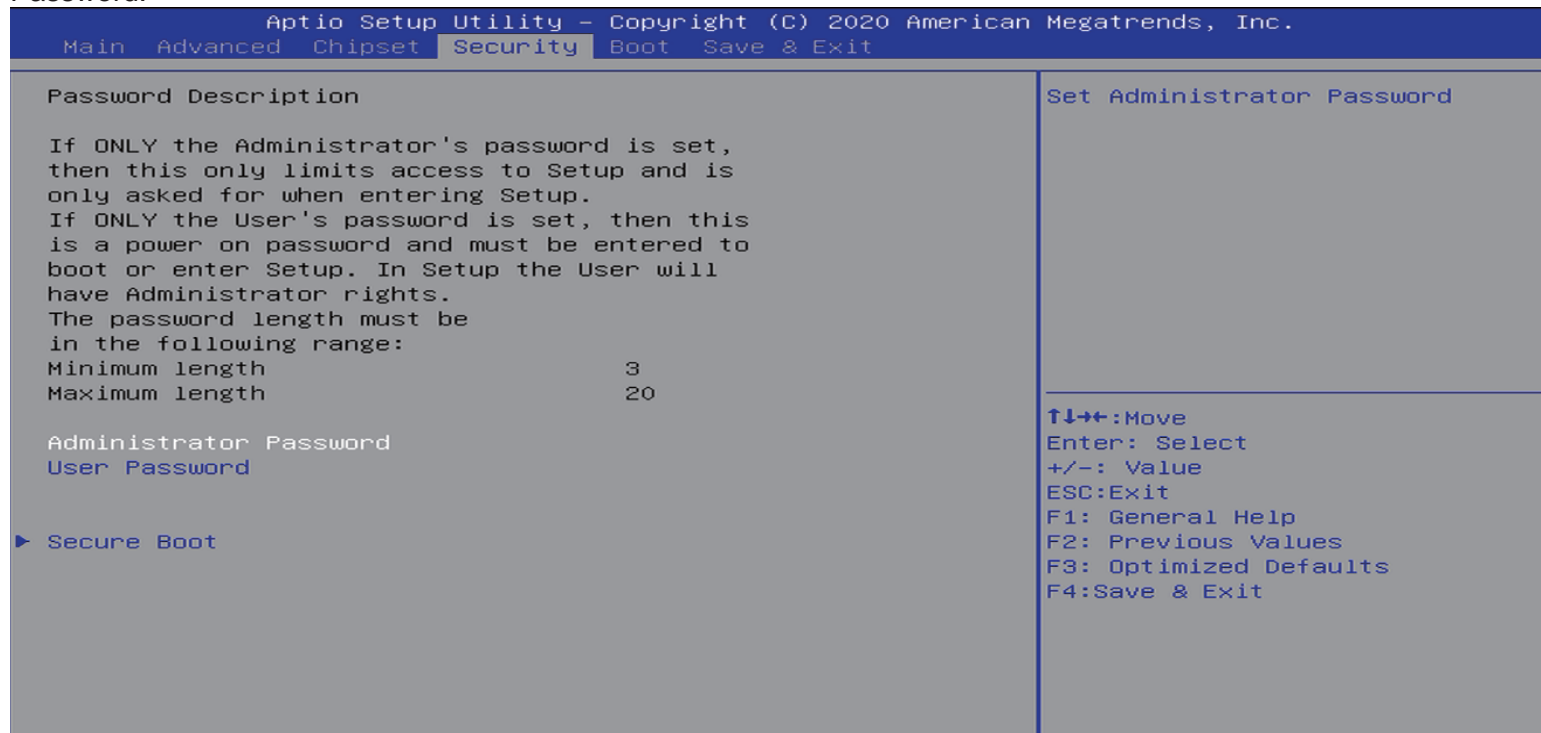 Password.
Aptio Setup Utility – Copyright (C) 2020 American Megatrends, Inc.
Main Advanced Chipset Security Boot Save & Exit
Password Description
If ONLY the Administrator's password is set,
then this only limits access to Setup and is
only asked for when entering Setup.
If ONLY the User's password is set, then this
is a power on password and must be entered to
boot or enter Setup. In Setup the User will
have Administrator rights.
The password length must be
in the following range:
Minimum length 3
Maximum length 20
Administrator Password
User Password
► Secure Boot
Set Administrator Password
↑↓→←:Move
Enter: Select
+/-: Value
ESC:Exit
F1: General Help
F2: Previous Values
F3: Optimized Defaults
F4:Save & Exit